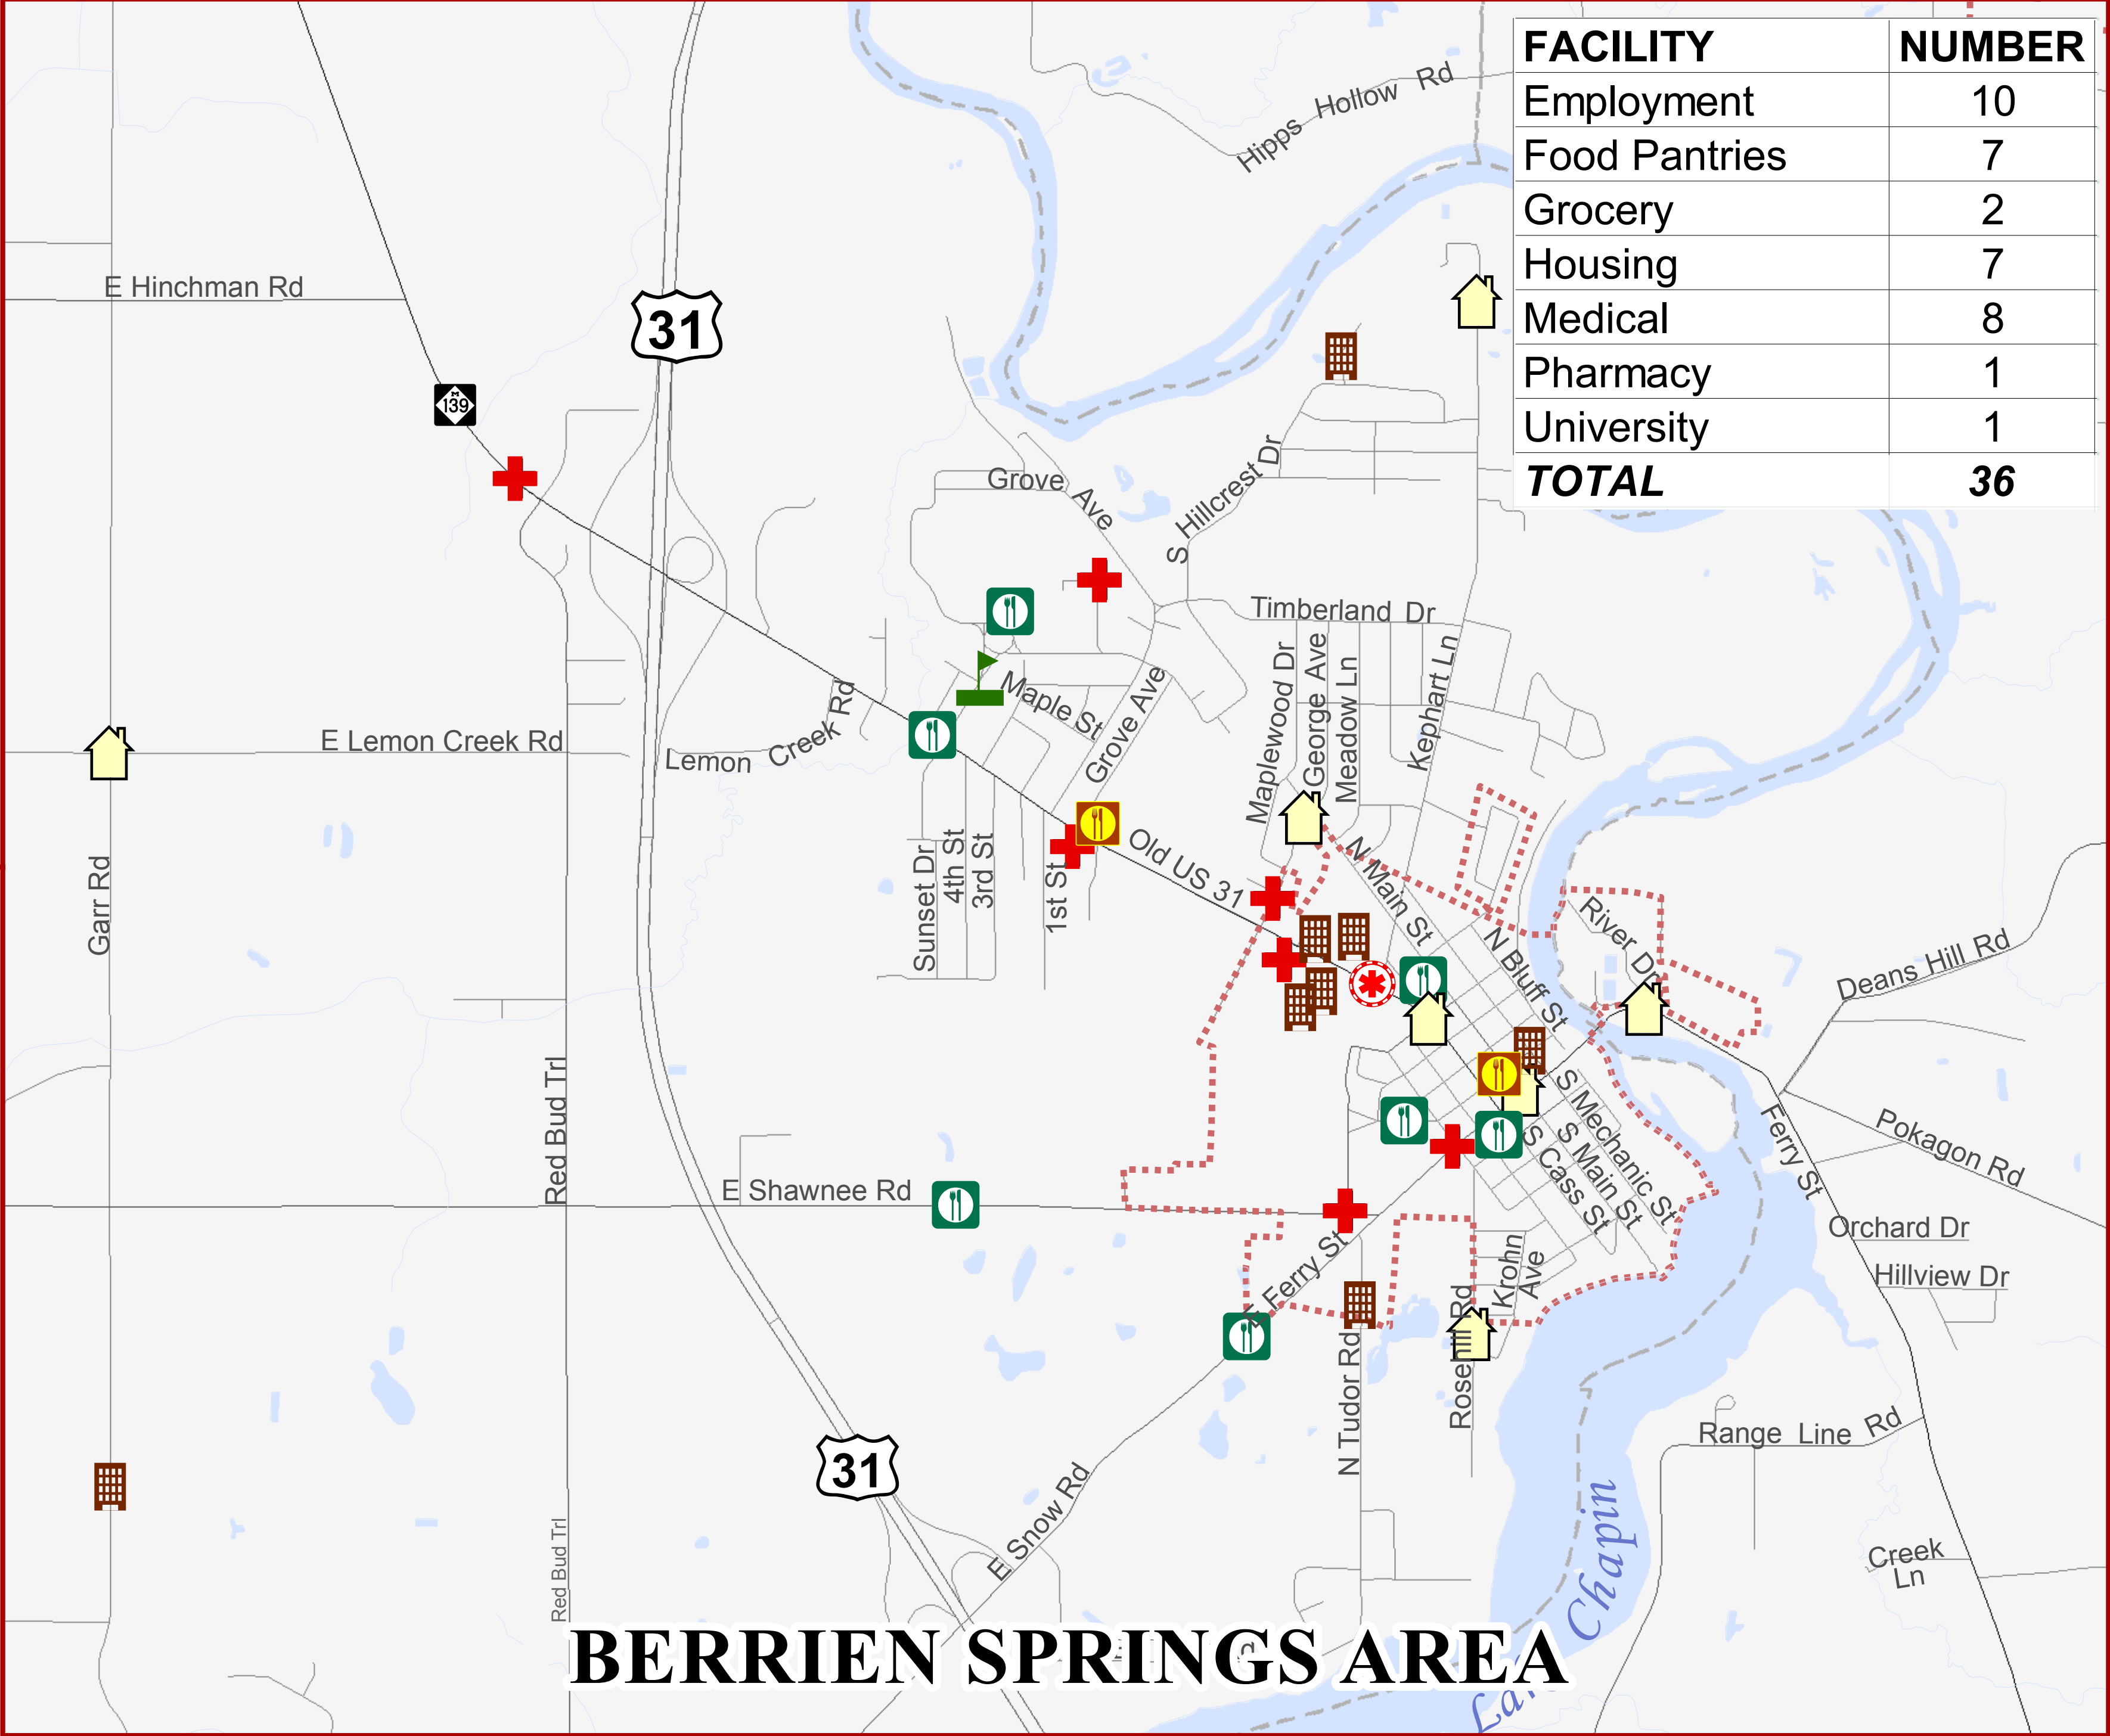 FACILITY NUMBER
Employment 10
Food Pantries 7
Grocery 2
Housing 7
Medical 8
Pharmacy 1
University 1
TOTAL 36
Hipps Hollow Rd
E Hinchman Rd
31
M
139
Grove Ave
S Hillcrest Dr
Timberland Dr
Maple St
Grove Ave
Maplewood Dr
George Ave
Meadow Ln
Kephart Ln
E Lemon Creek Rd
Lemon Creek Rd
Garr Rd
Sunset Dr
4th St
3rd St
1st St
Old US 31
N Main St
N Bluff St
River Dr
Deans Hill Rd
Red Bud Trl
E Shawnee Rd
S Mechanic St
S Main St
S Cass St
Ferry St
Pokagon Rd
Orchard Dr
Hillview Dr
E Ferry St
Krohn
Ave
N Tudor Rd
Rosehill Rd
Range Line Rd
31
E Snow Rd
Red Bud Trl
Creek
Ln
Chapin
BERRIEN SPRINGS AREA